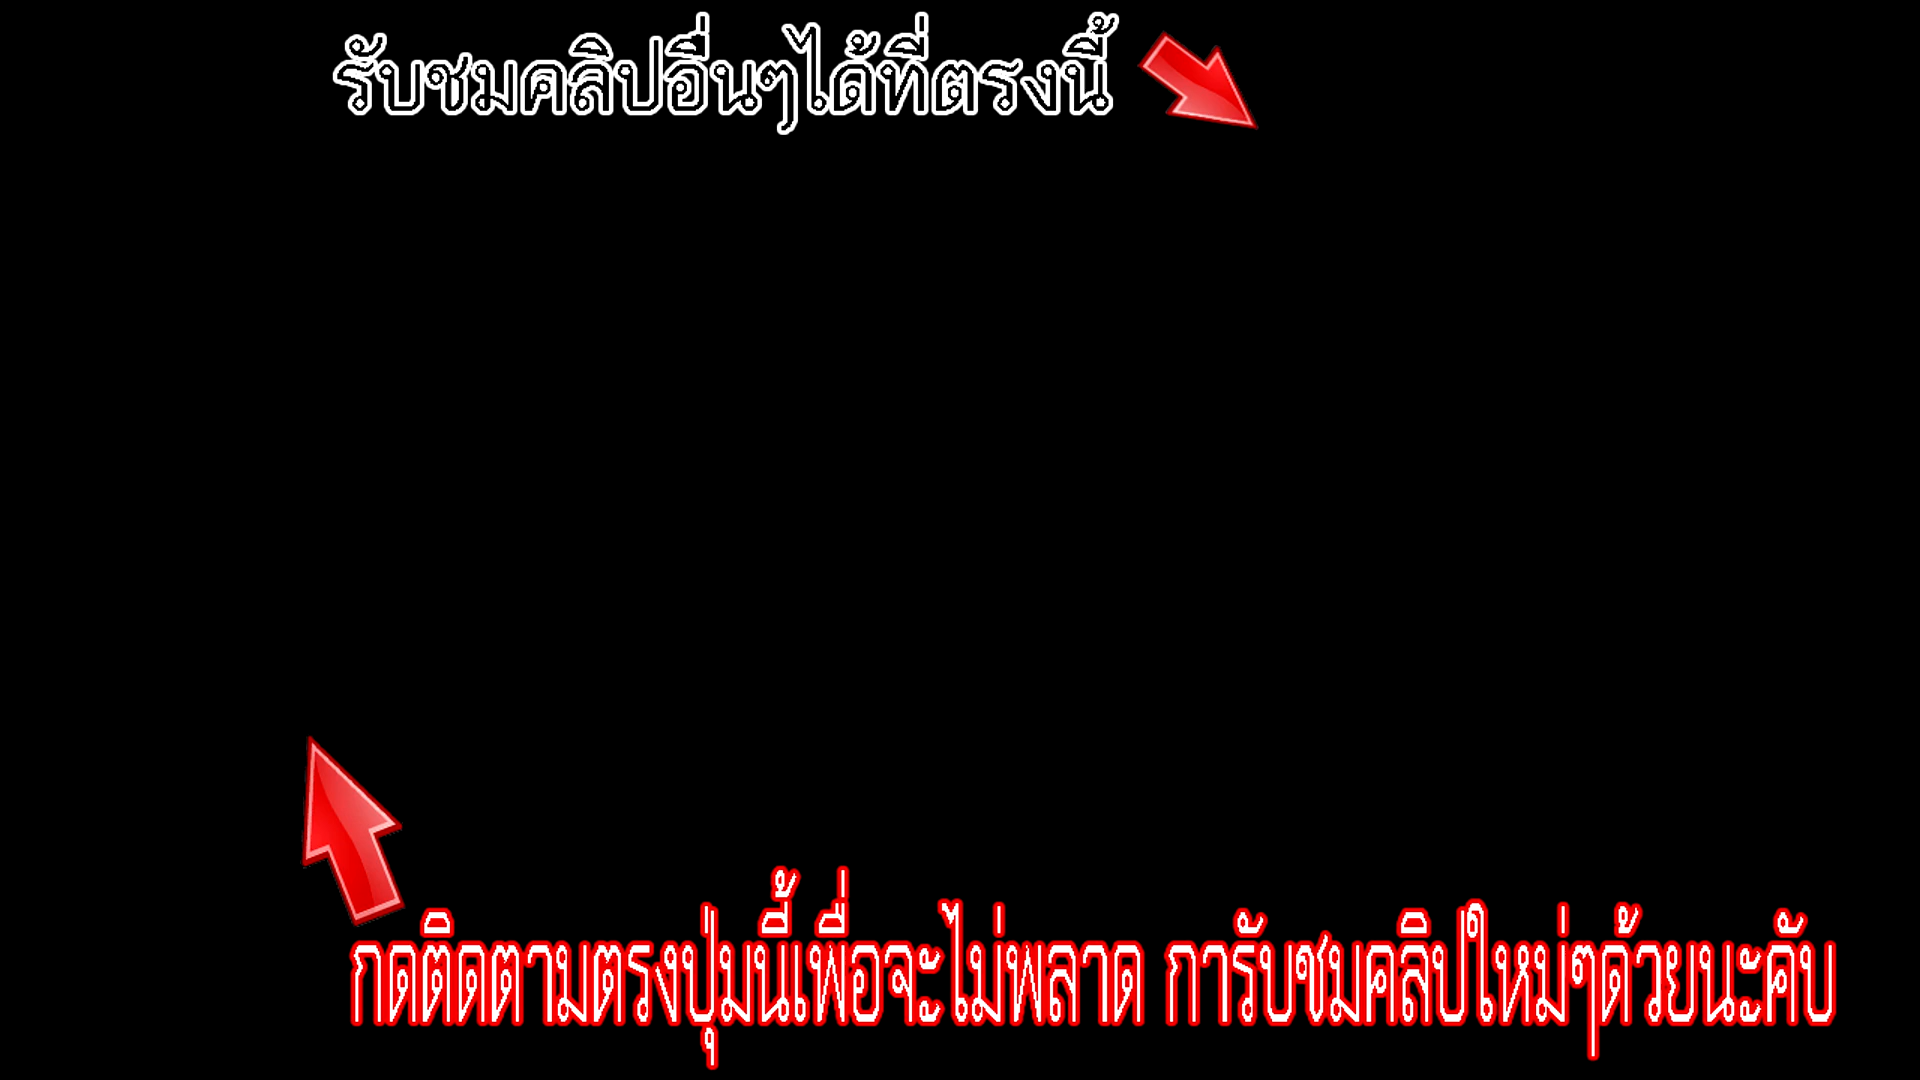 รับชมคลิปอื่นๆได้ที่ตรงนี้
กดติดตามตรงปุ่มนี้เพื่อจะไม่พลาด การับชมคลิปใหม่ๆด้วยนะคับ